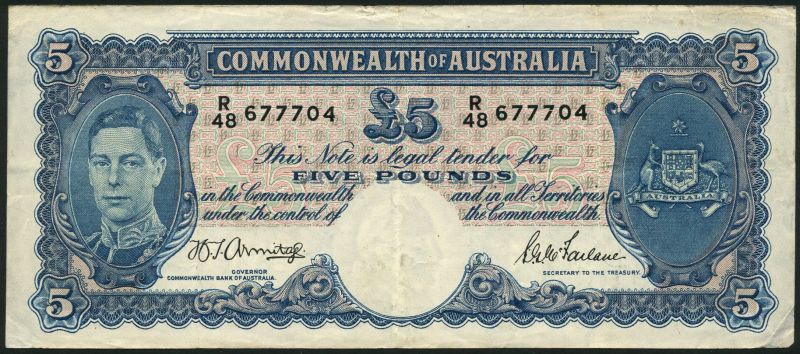 5 COMMONWEALTH OF AUSTRALIA 5
R/48 677704 £5 R/48 677704
This Note is legal tender for
FIVE POUNDS
in the Commonwealth and in all Territories
under the control of the Commonwealth.
AUSTRALIA
H.T. Armitage S.G. McFarlane
GOVERNOR SECRETARY TO THE TREASURY.
COMMONWEALTH BANK OF AUSTRALIA.
5 5